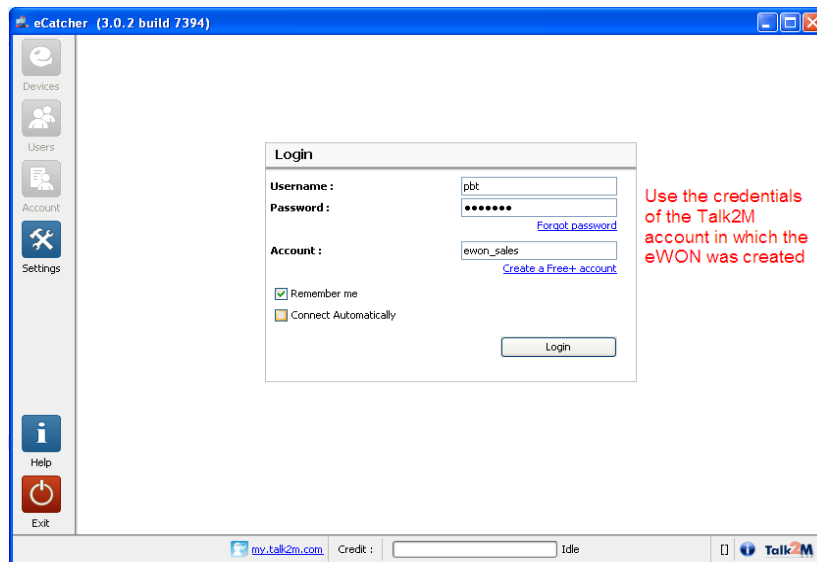 eCatcher (3.0.2 build 7394)
Devices
Users
Account
Settings
Help
Exit
Login
Username :
pbt
Password :
•••••••
Forgot password
Account :
ewon_sales
Create a Free+ account
Remember me
Connect Automatically
Login
Use the credentials
of the Talk2M
account in which the
eWON was created
my.talk2m.com
Credit :
Idle
[]
Talk2M